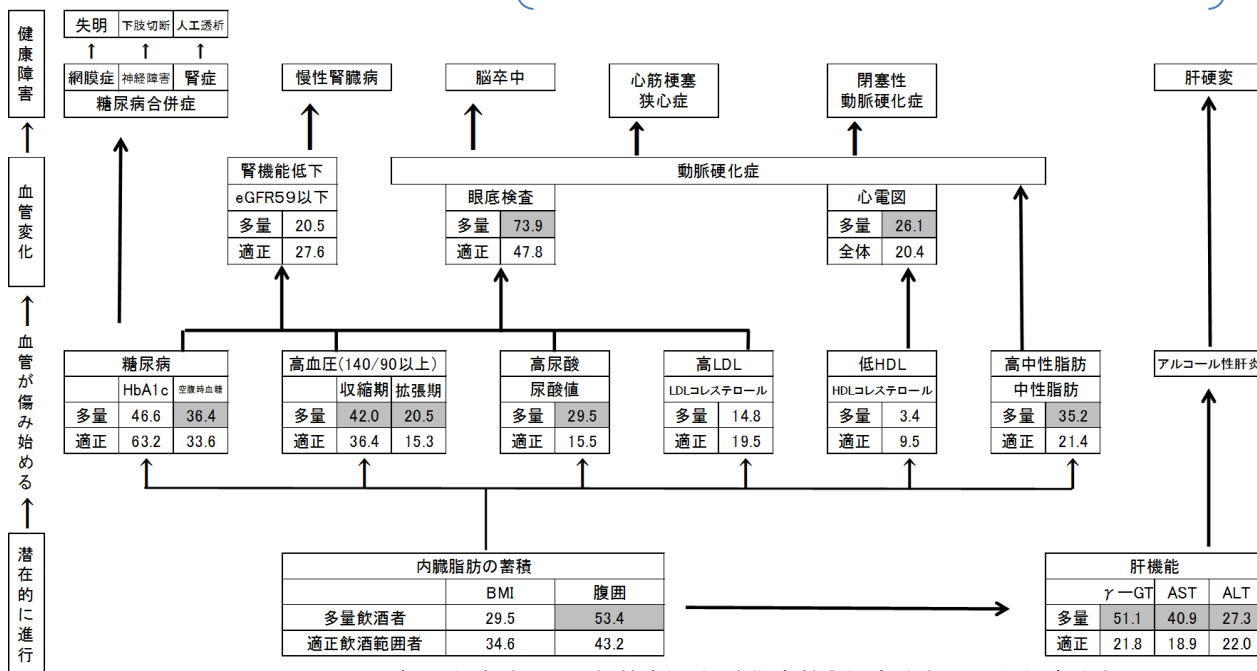 健康障害
失明 下肢切断 人工透析
網膜症 神経障害 腎症
糖尿病合併症
慢性腎臓病
脳卒中
心筋梗塞
狭心症
閉塞性
動脈硬化症
肝硬変
血管変化
腎機能低下
eGFR59以下
多量 20.5
適正 27.6
動脈硬化症
眼底検査
多量 73.9
適正 47.8
心電図
多量 26.1
全体 20.4
血管が傷み始める
糖尿病
HbA1c 空腹時血糖
多量 46.6 36.4
適正 63.2 33.6
高血圧(140/90以上)
収縮期 拡張期
多量 42.0 20.5
適正 36.4 15.3
高尿酸
尿酸値
多量 29.5
適正 15.5
高LDL
LDLコレステロール
多量 14.8
適正 19.5
低HDL
HDLコレステロール
多量 3.4
適正 9.5
高中性脂肪
中性脂肪
多量 35.2
適正 21.4
アルコール性肝炎
潜在的に進行
内臓脂肪の蓄積
BMI 腹囲
多量飲酒者 29.5 53.4
適正飲酒範囲者 34.6 43.2
肝機能
γーGT AST ALT
多量 51.1 40.9 27.3
適正 21.8 18.9 22.0